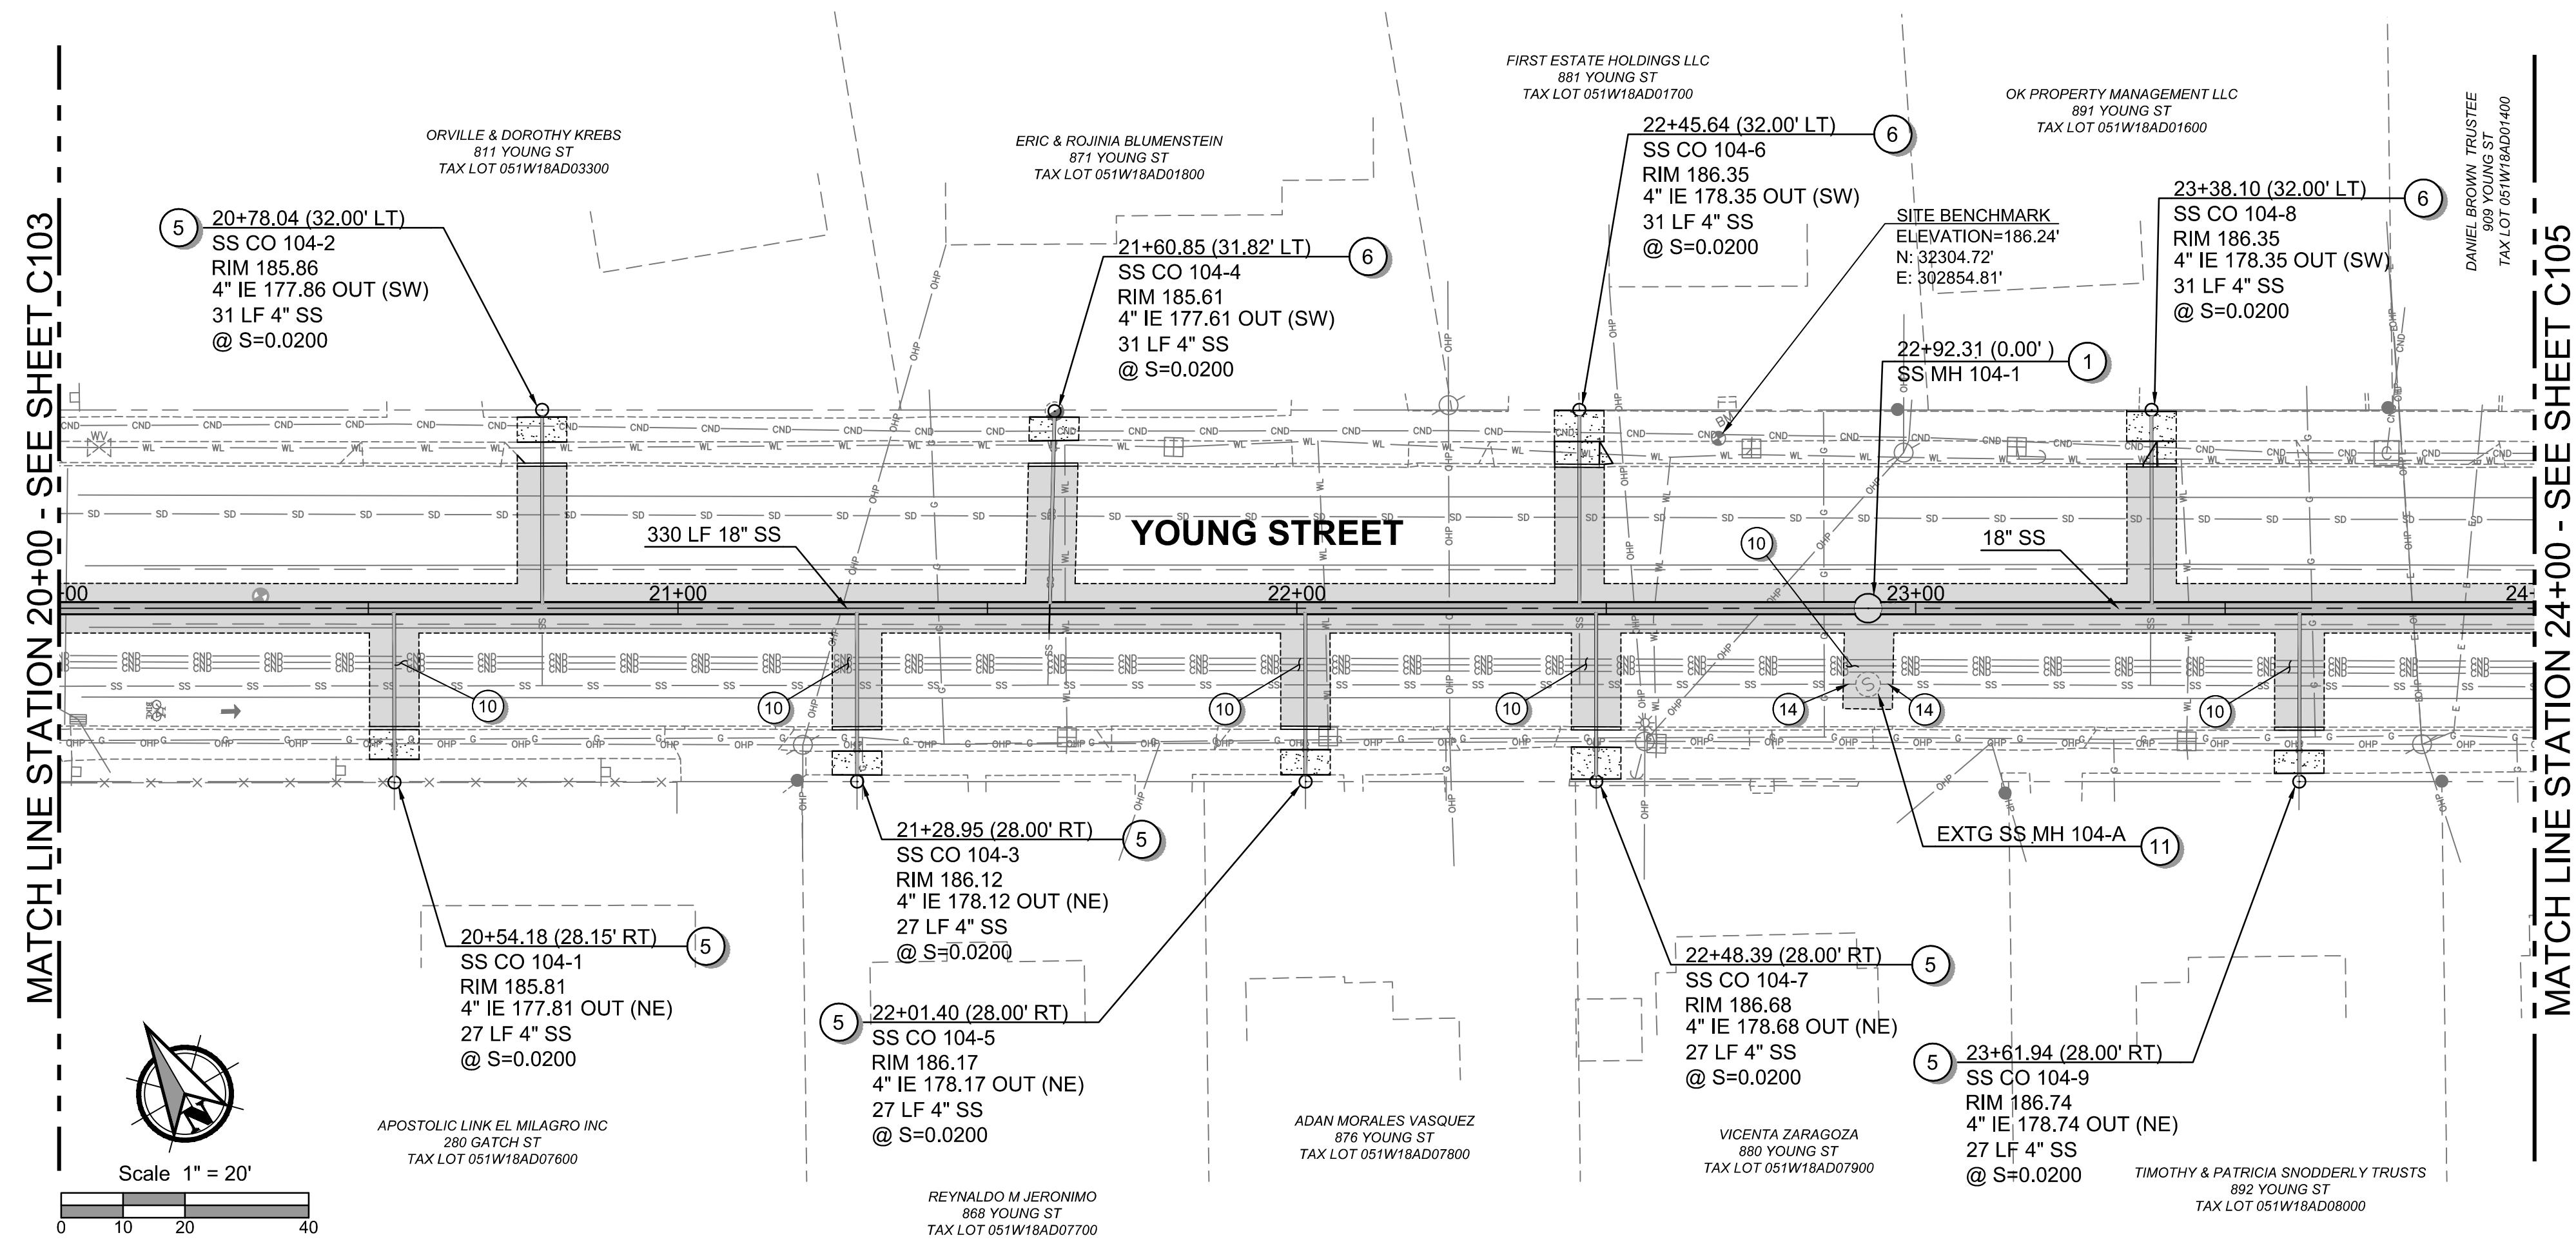 MATCH LINE STATION 20+00 - SEE SHEET C103
ORVILLE & DOROTHY KREBS
811 YOUNG ST
TAX LOT 051W18AD03300
ERIC & ROJINIA BLUMENSTEIN
871 YOUNG ST
TAX LOT 051W18AD01800
FIRST ESTATE HOLDINGS LLC
881 YOUNG ST
TAX LOT 051W18AD01700
OK PROPERTY MANAGEMENT LLC
891 YOUNG ST
TAX LOT 051W18AD01600
DANIEL BROWN TRUSTEE
909 YOUNG ST
TAX LOT 051W18AD01400
5
20+78.04 (32.00' LT)
SS CO 104-2
RIM 185.86
4" IE 177.86 OUT (SW)
31 LF 4" SS
@ S=0.0200
21+60.85 (31.82' LT)
6
SS CO 104-4
RIM 185.61
4" IE 177.61 OUT (SW)
31 LF 4" SS
@ S=0.0200
22+45.64 (32.00' LT)
6
SS CO 104-6
RIM 186.35
4" IE 178.35 OUT (SW)
31 LF 4" SS
@ S=0.0200
SITE BENCHMARK
ELEVATION=186.24'
N: 32304.72'
E: 302854.81'
22+92.31 (0.00' )
1
SS MH 104-1
23+38.10 (32.00' LT)
6
SS CO 104-8
RIM 186.35
4" IE 178.35 OUT (SW)
31 LF 4" SS
@ S=0.0200
WV
BM
CND
WL
SD
OHP
G
E
330 LF 18" SS
YOUNG STREET
10
18" SS
00
21+00
22+00
23+00
24-
CND
SS
BIKE
10
10
10
10
14
S
14
10
G
OHP
20+54.18 (28.15' RT)
5
SS CO 104-1
RIM 185.81
4" IE 177.81 OUT (NE)
27 LF 4" SS
@ S=0.0200
21+28.95 (28.00' RT)
5
SS CO 104-3
RIM 186.12
4" IE 178.12 OUT (NE)
27 LF 4" SS
@ S=0.0200
5
22+01.40 (28.00' RT)
SS CO 104-5
RIM 186.17
4" IE 178.17 OUT (NE)
27 LF 4" SS
@ S=0.0200
22+48.39 (28.00' RT)
5
SS CO 104-7
RIM 186.68
4" IE 178.68 OUT (NE)
27 LF 4" SS
@ S=0.0200
EXTG SS MH 104-A
11
5
23+61.94 (28.00' RT)
SS CO 104-9
RIM 186.74
4" IE 178.74 OUT (NE)
27 LF 4" SS
@ S=0.0200
N
Scale 1" = 20'
0 10 20 40
APOSTOLIC LINK EL MILAGRO INC
280 GATCH ST
TAX LOT 051W18AD07600
REYNALDO M JERONIMO
868 YOUNG ST
TAX LOT 051W18AD07700
ADAN MORALES VASQUEZ
876 YOUNG ST
TAX LOT 051W18AD07800
VICENTA ZARAGOZA
880 YOUNG ST
TAX LOT 051W18AD07900
TIMOTHY & PATRICIA SNODDERLY TRUSTS
892 YOUNG ST
TAX LOT 051W18AD08000
MATCH LINE STATION 24+00 - SEE SHEET C105